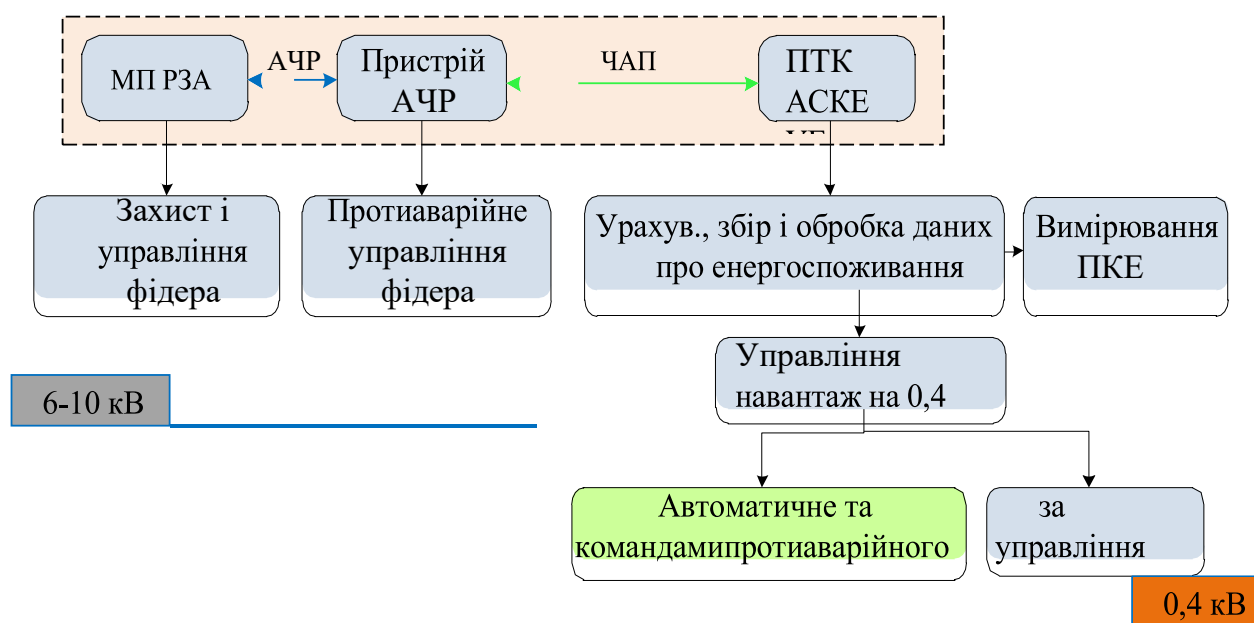 МП РЗА
АЧР
Пристрій
АЧР
ЧАП
ПТК
АСКЕ
Захист і
управління
фідера
Протиаварійне
управління
фідера
Урахув., збір і обробка даних
про енергоспоживання
Вимірювання
ПКЕ
Управління
навантаж на 0,4
6-10 кВ
Автоматичне та
командамипротиаварійного
за
управління
0,4 кВ